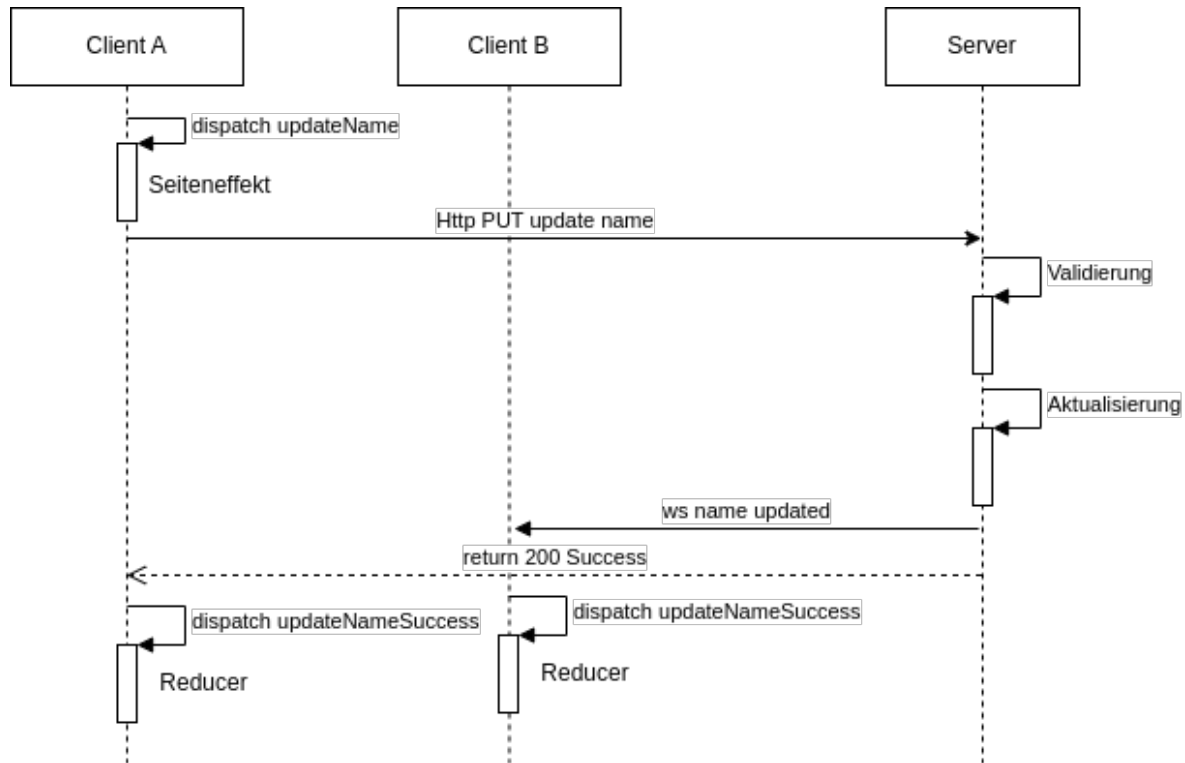 Client A
Client B
Server
dispatch updateName
Seiteneffekt
Http PUT update name
Validierung
Aktualisierung
ws name updated
return 200 Success
dispatch updateNameSuccess
dispatch updateNameSuccess
Reducer
Reducer